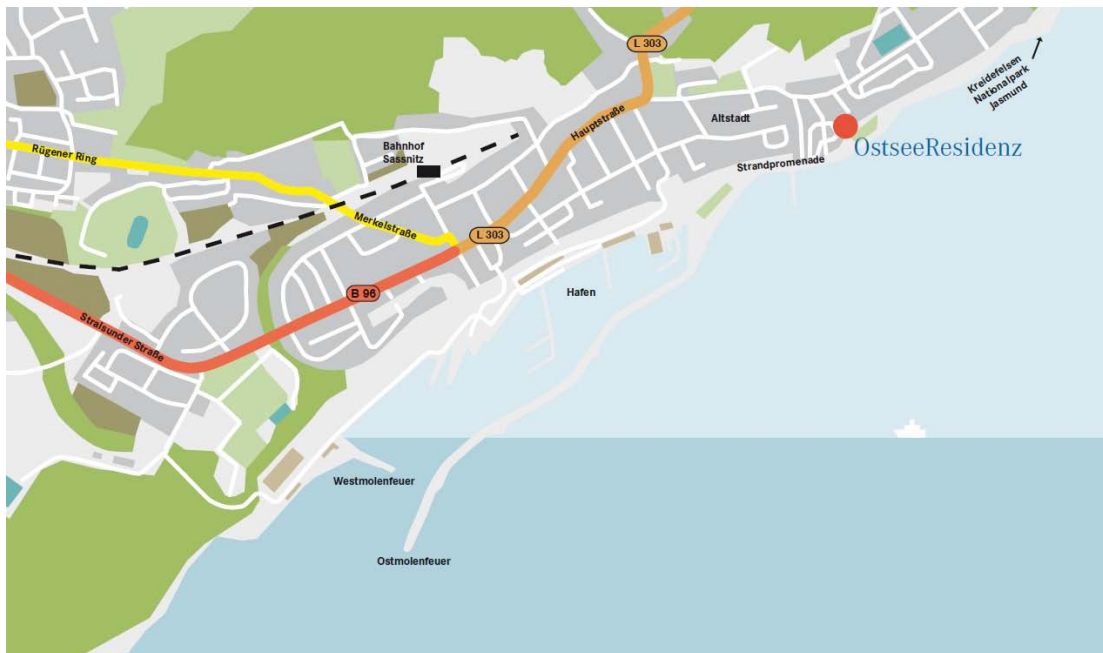 L 303
Kreidefelsen
Nationalpark
Jasmund
Hauptstraße
Altstadt
OstseeResidenz
Bahnhof
Sassnitz
Rügener Ring
Strandpromenade
Merkelstraße
L 303
B 96
Hafen
Stralsunder Straße
Westmolenfeuer
Ostmolenfeuer